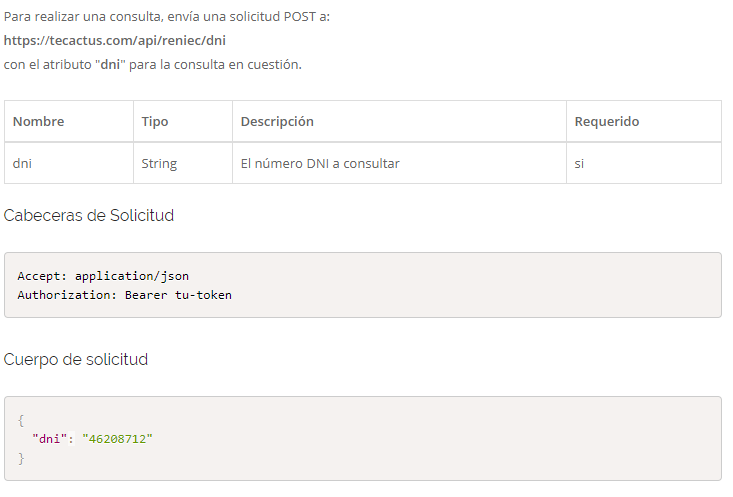 Para realizar una consulta, envía una solicitud POST a:
https://tecactus.com/api/reniec/dni
con el atributo "dni" para la consulta en cuestión.
Nombre Tipo Descripción Requerido
dni String El número DNI a consultar si
Cabeceras de Solicitud
Accept: application/json
Authorization: Bearer tu-token
Cuerpo de solicitud
{
"dni": "46208712"
}